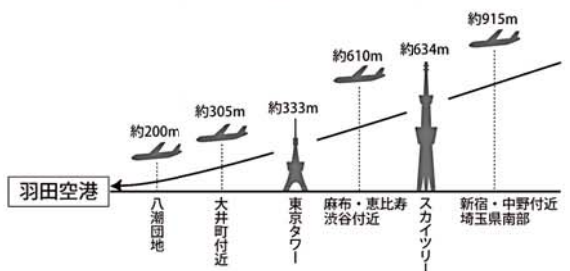 約915m
約634m
約610m
約333m
約305m
約200m
羽田空港
八潮団地
大井町付近
東京タワー
麻布・恵比寿
渋谷付近
スカイツリー
新宿・中野付近
埼玉県南部